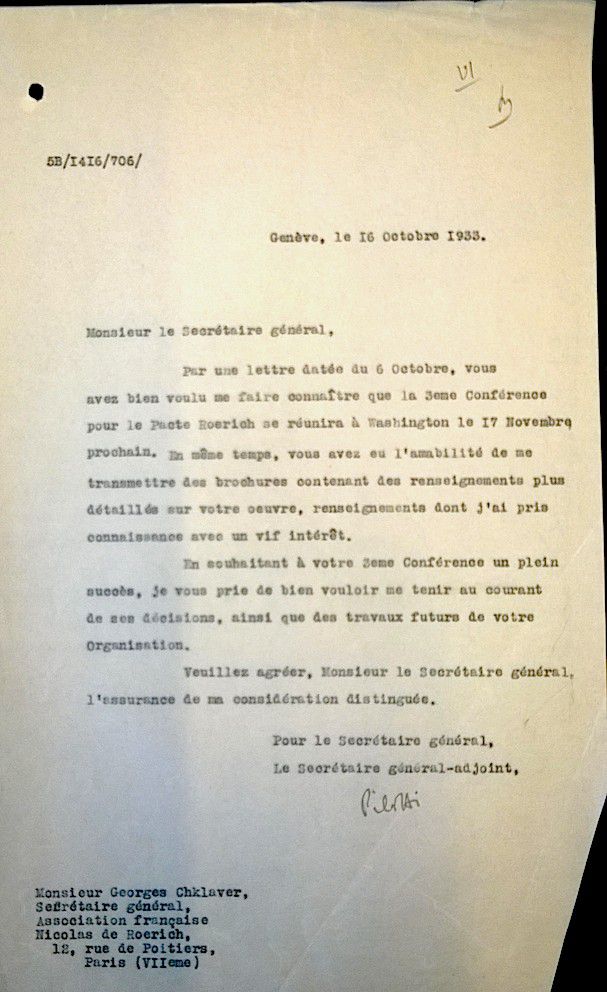 VI
5B/I4I6/706/
Genève, le I6 Octobre I933.
Monsieur le Secrétaire général,
Par une lettre datée du 6 Octobre, vous
avez bien voulu me faire connaître que la 3eme Conférence
pour le Pacte Roerich se réunira à Washington le I7 Novembre
prochain. En même temps, vous avez eu l'amabilité de me
transmettre des brochures contenant des renseignements plus
détaillés sur votre oeuvre, renseignements dont j'ai pris
connaissance avec un vif intérêt.
En souhaitant à votre 3eme Conférence un plein
succès, je vous prie de bien vouloir me tenir au courant
de ses décisions, ainsi que des travaux futurs de votre
Organisation.
Veuillez agréer, Monsieur le Secrétaire général,
l'assurance de ma considération distinguée.
Pour le Secrétaire général,
Le Secrétaire général-adjoint,
Pilotti
Monsieur Georges Chklaver,
Secrétaire général,
Association française
Nicolas de Roerich,
12, rue de Poitiers,
Paris (VIIeme)